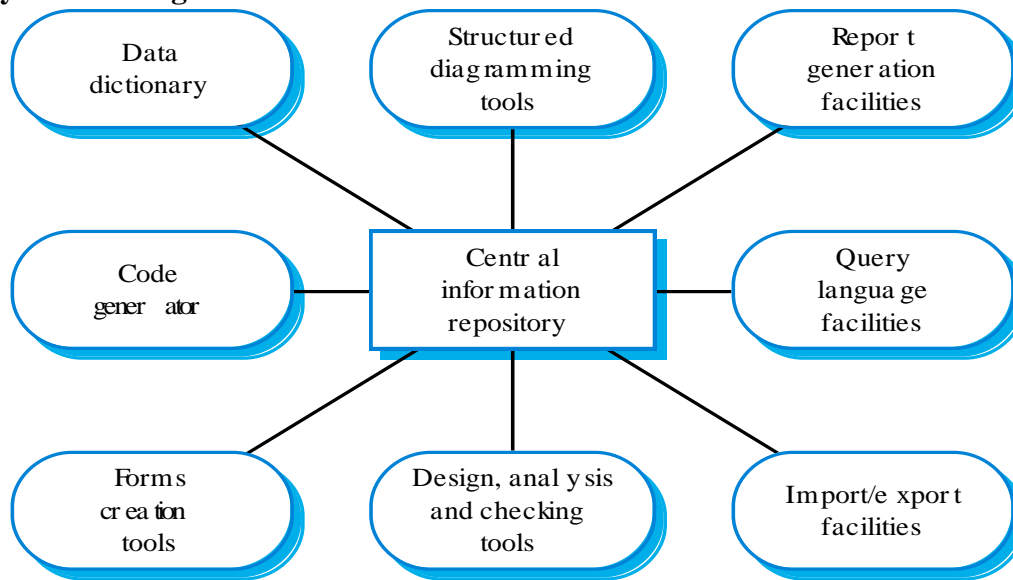 Data
dictionary
Structured
diagramming
tools
Report
generation
facilities
Code
generator
Central
information
repository
Query
language
facilities
Forms
creation
tools
Design, analysis
and checking
tools
Import/export
facilities